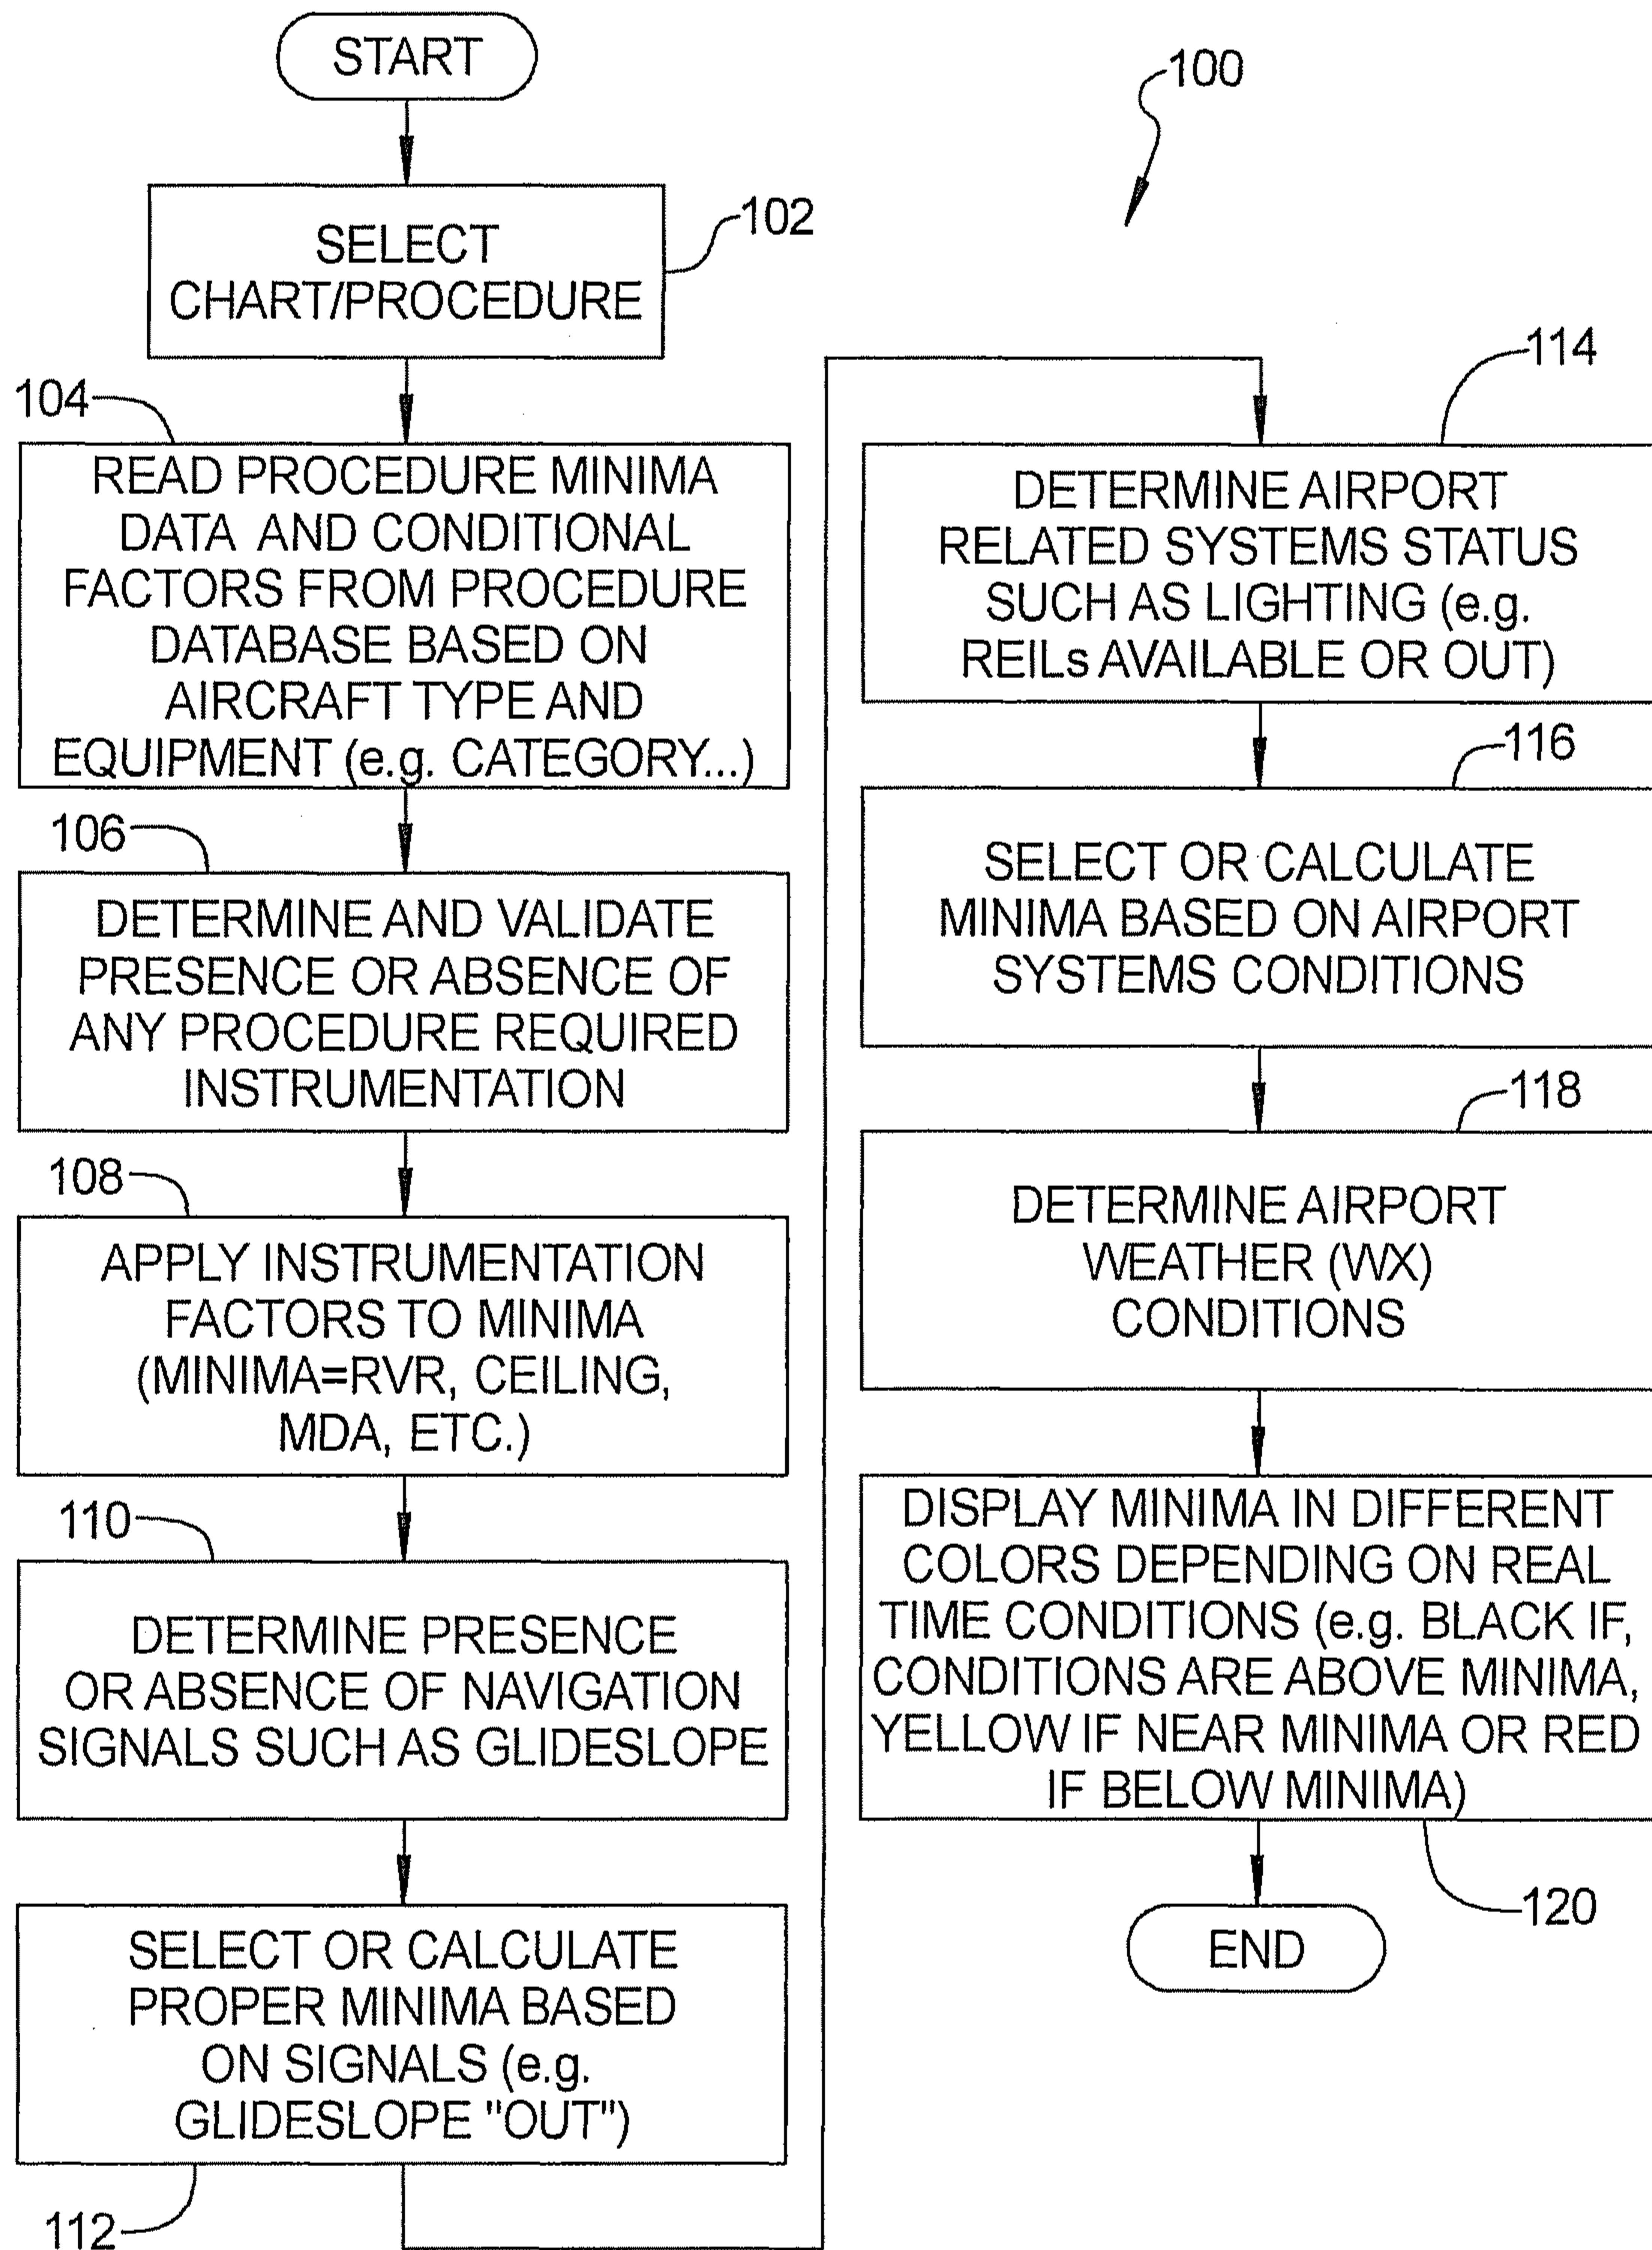 START
100
SELECT
CHART/PROCEDURE
102
104
READ PROCEDURE MINIMA
DATA AND CONDITIONAL
FACTORS FROM PROCEDURE
DATABASE BASED ON
AIRCRAFT TYPE AND
EQUIPMENT (e.g. CATEGORY...)
106
DETERMINE AND VALIDATE
PRESENCE OR ABSENCE OF
ANY PROCEDURE REQUIRED
INSTRUMENTATION
108
APPLY INSTRUMENTATION
FACTORS TO MINIMA
(MINIMA=RVR, CEILING,
MDA, ETC.)
110
DETERMINE PRESENCE
OR ABSENCE OF NAVIGATION
SIGNALS SUCH AS GLIDESLOPE
SELECT OR CALCULATE
PROPER MINIMA BASED
ON SIGNALS (e.g.
GLIDESLOPE "OUT")
112
114
DETERMINE AIRPORT
RELATED SYSTEMS STATUS
SUCH AS LIGHTING (e.g.
REILs AVAILABLE OR OUT)
116
SELECT OR CALCULATE
MINIMA BASED ON AIRPORT
SYSTEMS CONDITIONS
118
DETERMINE AIRPORT
WEATHER (WX)
CONDITIONS
DISPLAY MINIMA IN DIFFERENT
COLORS DEPENDING ON REAL
TIME CONDITIONS (e.g. BLACK IF,
CONDITIONS ARE ABOVE MINIMA,
YELLOW IF NEAR MINIMA OR RED
IF BELOW MINIMA)
120
END